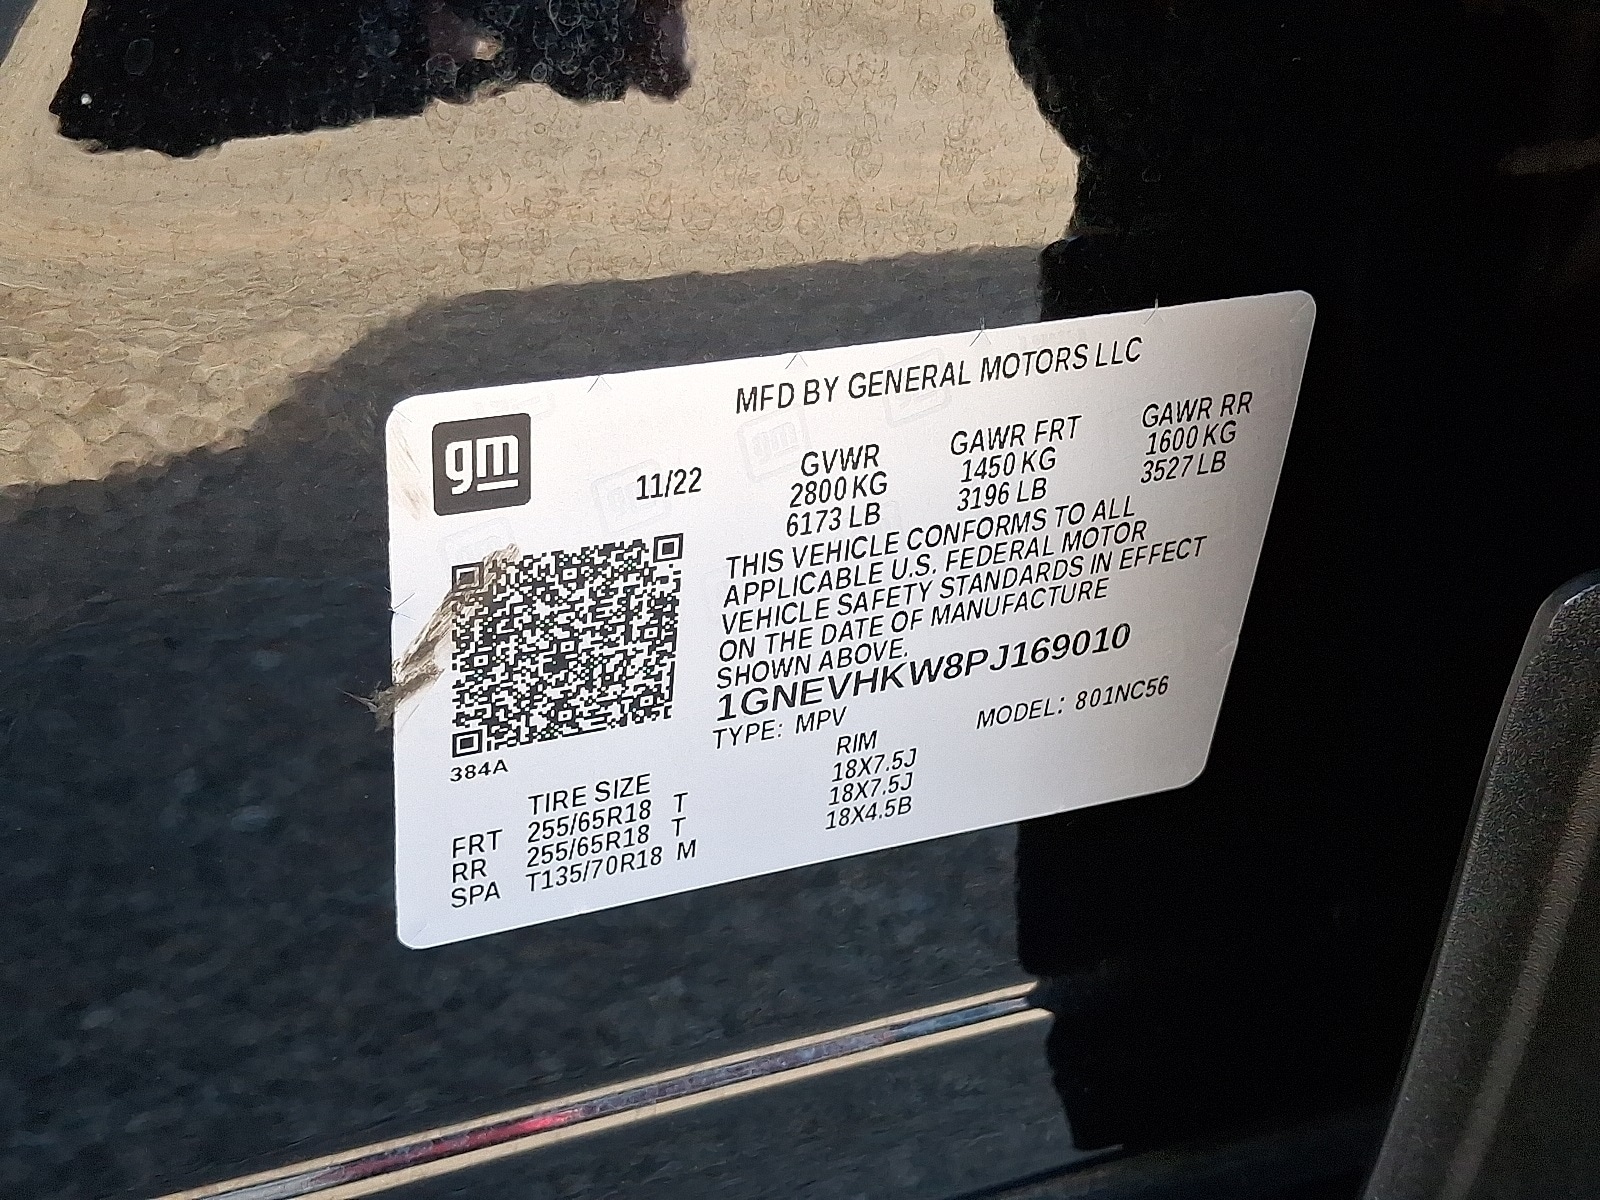 MFD BY GENERAL MOTORS LLC
gm
11/22
GVWR GAWR FRT GAWR RR
2800 KG 1450 KG 1600 KG
6173 LB 3196 LB 3527 LB
THIS VEHICLE CONFORMS TO ALL
APPLICABLE U.S. FEDERAL MOTOR
VEHICLE SAFETY STANDARDS IN EFFECT
ON THE DATE OF MANUFACTURE
SHOWN ABOVE.
1GNEVHKW8PJ169010
TYPE: MPV MODEL: 801NC56
384A
TIRE SIZE RIM
FRT 255/65R18 T 18X7.5J
RR 255/65R18 T 18X7.5J
SPA T135/70R18 M 18X4.5B